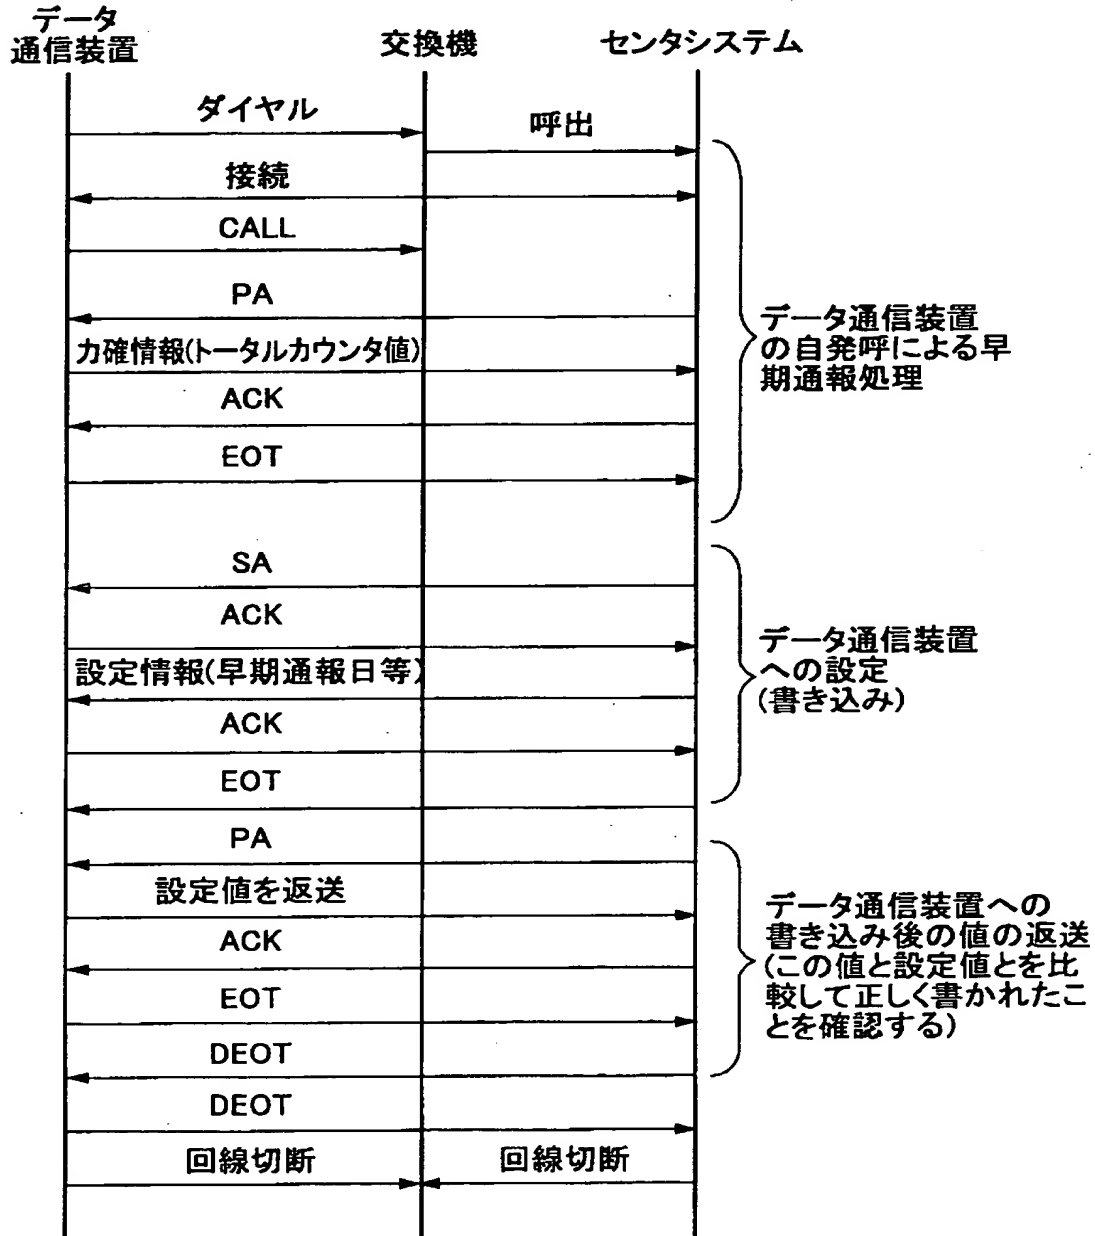 データ
通信装置
交換機
センタシステム
ダイヤル
呼出
接続
CALL
PA
力確情報(トータルカウンタ値)
ACK
EOT
データ通信装置
の自発呼による早
期通報処理
SA
ACK
設定情報(早期通報日等)
ACK
EOT
データ通信装置
への設定
(書き込み)
PA
設定値を返送
ACK
EOT
DEOT
データ通信装置への
書き込み後の値の返送
(この値と設定値とを比
較して正しく書かれたこ
とを確認する)
DEOT
回線切断
回線切断